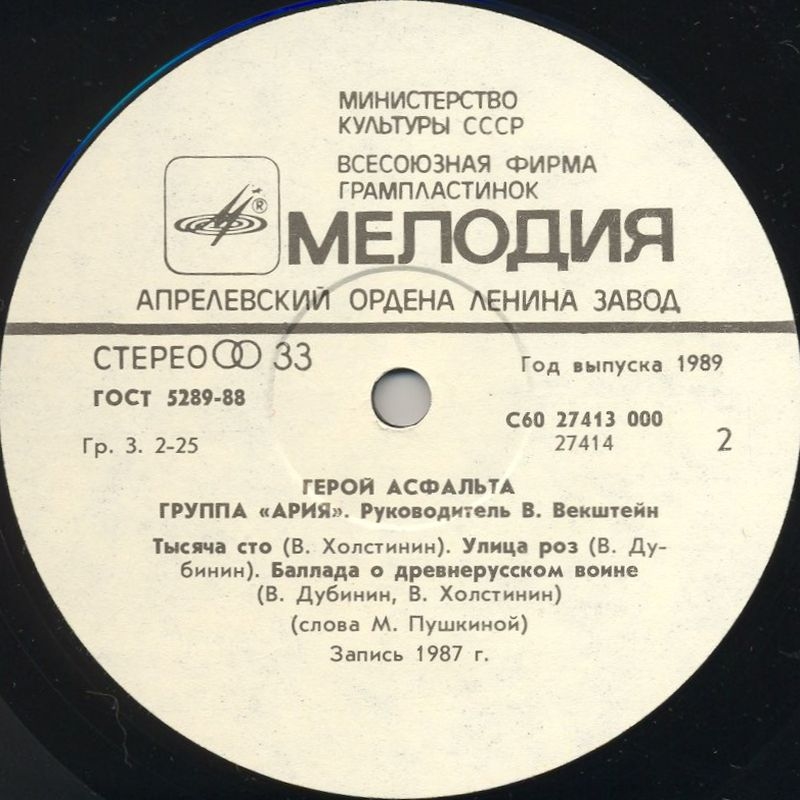 МИНИСТЕРСТВО
КУЛЬТУРЫ СССР
ВСЕСОЮЗНАЯ ФИРМА
ГРАМПЛАСТИНОК
®
МЕЛОДИЯ
АПРЕЛЕВСКИЙ ОРДЕНА ЛЕНИНА ЗАВОД
СТЕРЕО 33
Год выпуска 1989
ГОСТ 5289-88
С60 27413 000
Гр. 3. 2-25
27414
2
ГЕРОЙ АСФАЛЬТА
ГРУППА «АРИЯ». Руководитель В. Векштейн
Тысяча сто (В. Холстинин). Улица роз (В. Ду-
бинин). Баллада о древнерусском воине
(В. Дубинин, В. Холстинин)
(слова М. Пушкиной)
Запись 1987 г.